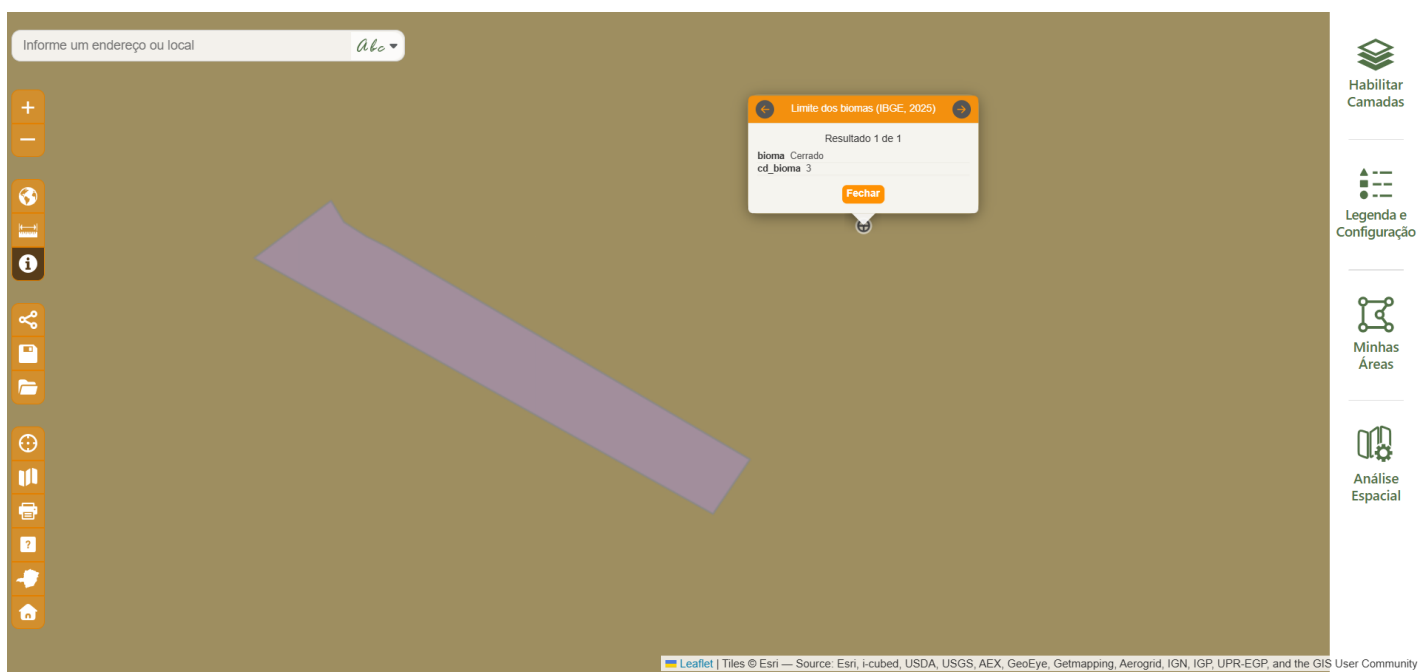 Informe um endereço ou local
Abc
Limite dos biomas (IBGE, 2025)
Resultado 1 de 1
bioma Cerrado
cd_bioma 3
Fechar
Habilitar
Camadas
Legenda e
Configuração
Minhas
Áreas
Análise
Espacial
+
−
?
Leaflet | Tiles © Esri — Source: Esri, i-cubed, USDA, USGS, AEX, GeoEye, Getmapping, Aerogrid, IGN, IGP, UPR-EGP, and the GIS User Community